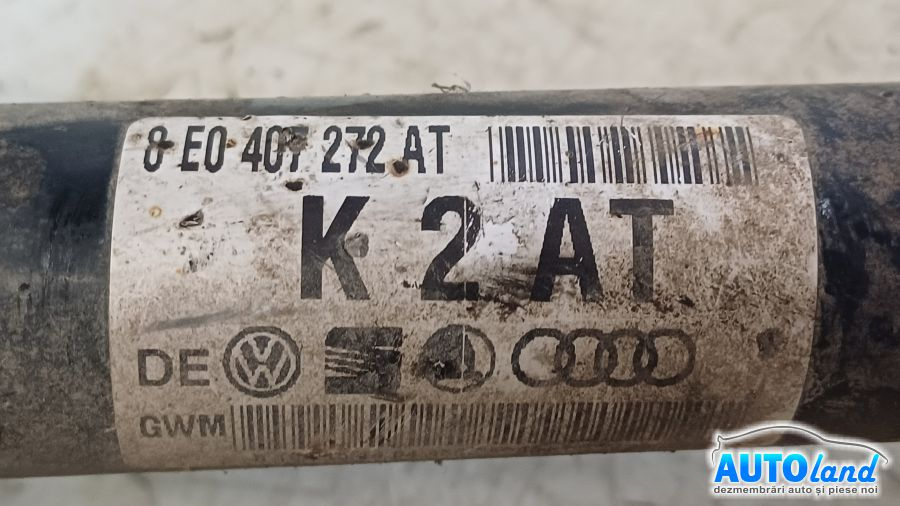 8 E0 407 272 AT
K 2 AT
DE
GWM
AUTOland
dezmembrări auto și piese noi